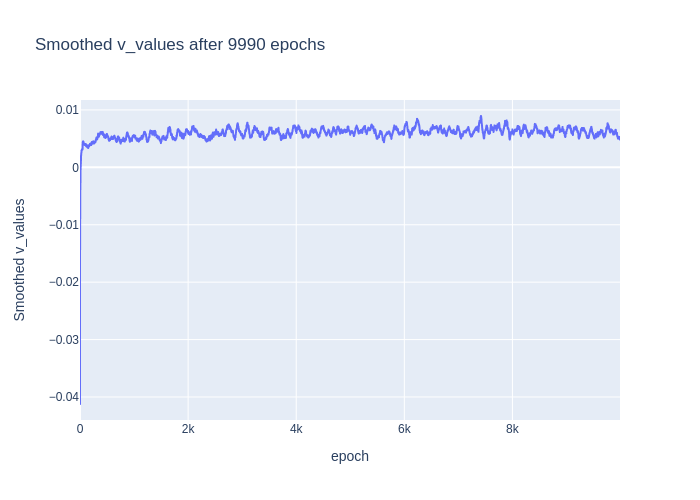 Smoothed v_values after 9990 epochs
0.01
0
−0.01
−0.02
−0.03
−0.04
Smoothed v_values
0 2k 4k 6k 8k
epoch